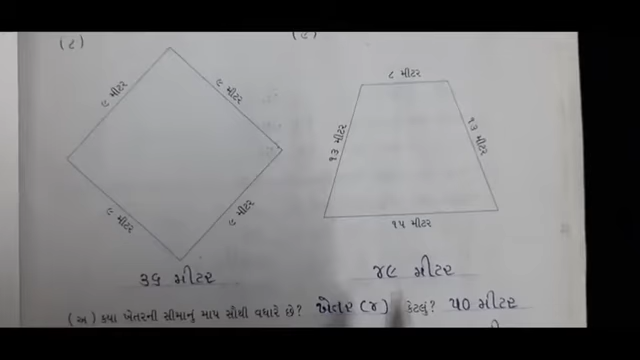 (૮)
(૯)
૯ મીટર
૯ મીટર
૯ મીટર
૯ મીટર
૮ મીટર
૧૩ મીટર
૧૩ મીટર
૧૫ મીટર
૩૬ મીટર
૪૯ મીટર
(અ) કયા ખેતરની સીમાનું માપ સૌથી વધારે છે? ખેતર (૪) કેટલું? ૫૦ મીટર